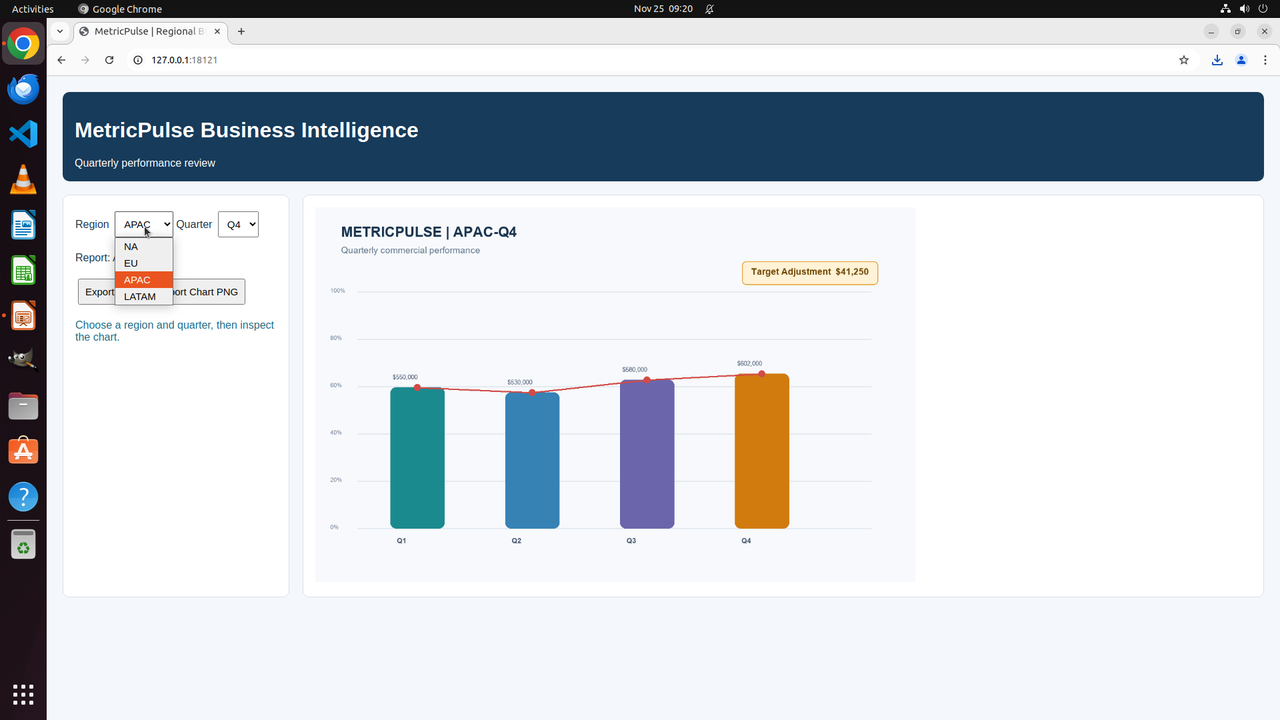 Activities
Google Chrome
Nov 25 09:20
MetricPulse | Regional B
127.0.0.1:18121
MetricPulse Business Intelligence
Quarterly performance review
Region APAC Quarter Q4
NA
EU
APAC
LATAM
Report:
Export
ort Chart PNG
Choose a region and quarter, then inspect
the chart.
METRICPULSE | APAC-Q4
Quarterly commercial performance
Target Adjustment $41,250
100%
80%
60%
40%
20%
0%
$550,000
$530,000
$680,000
$602,000
Q1
Q2
Q3
Q4